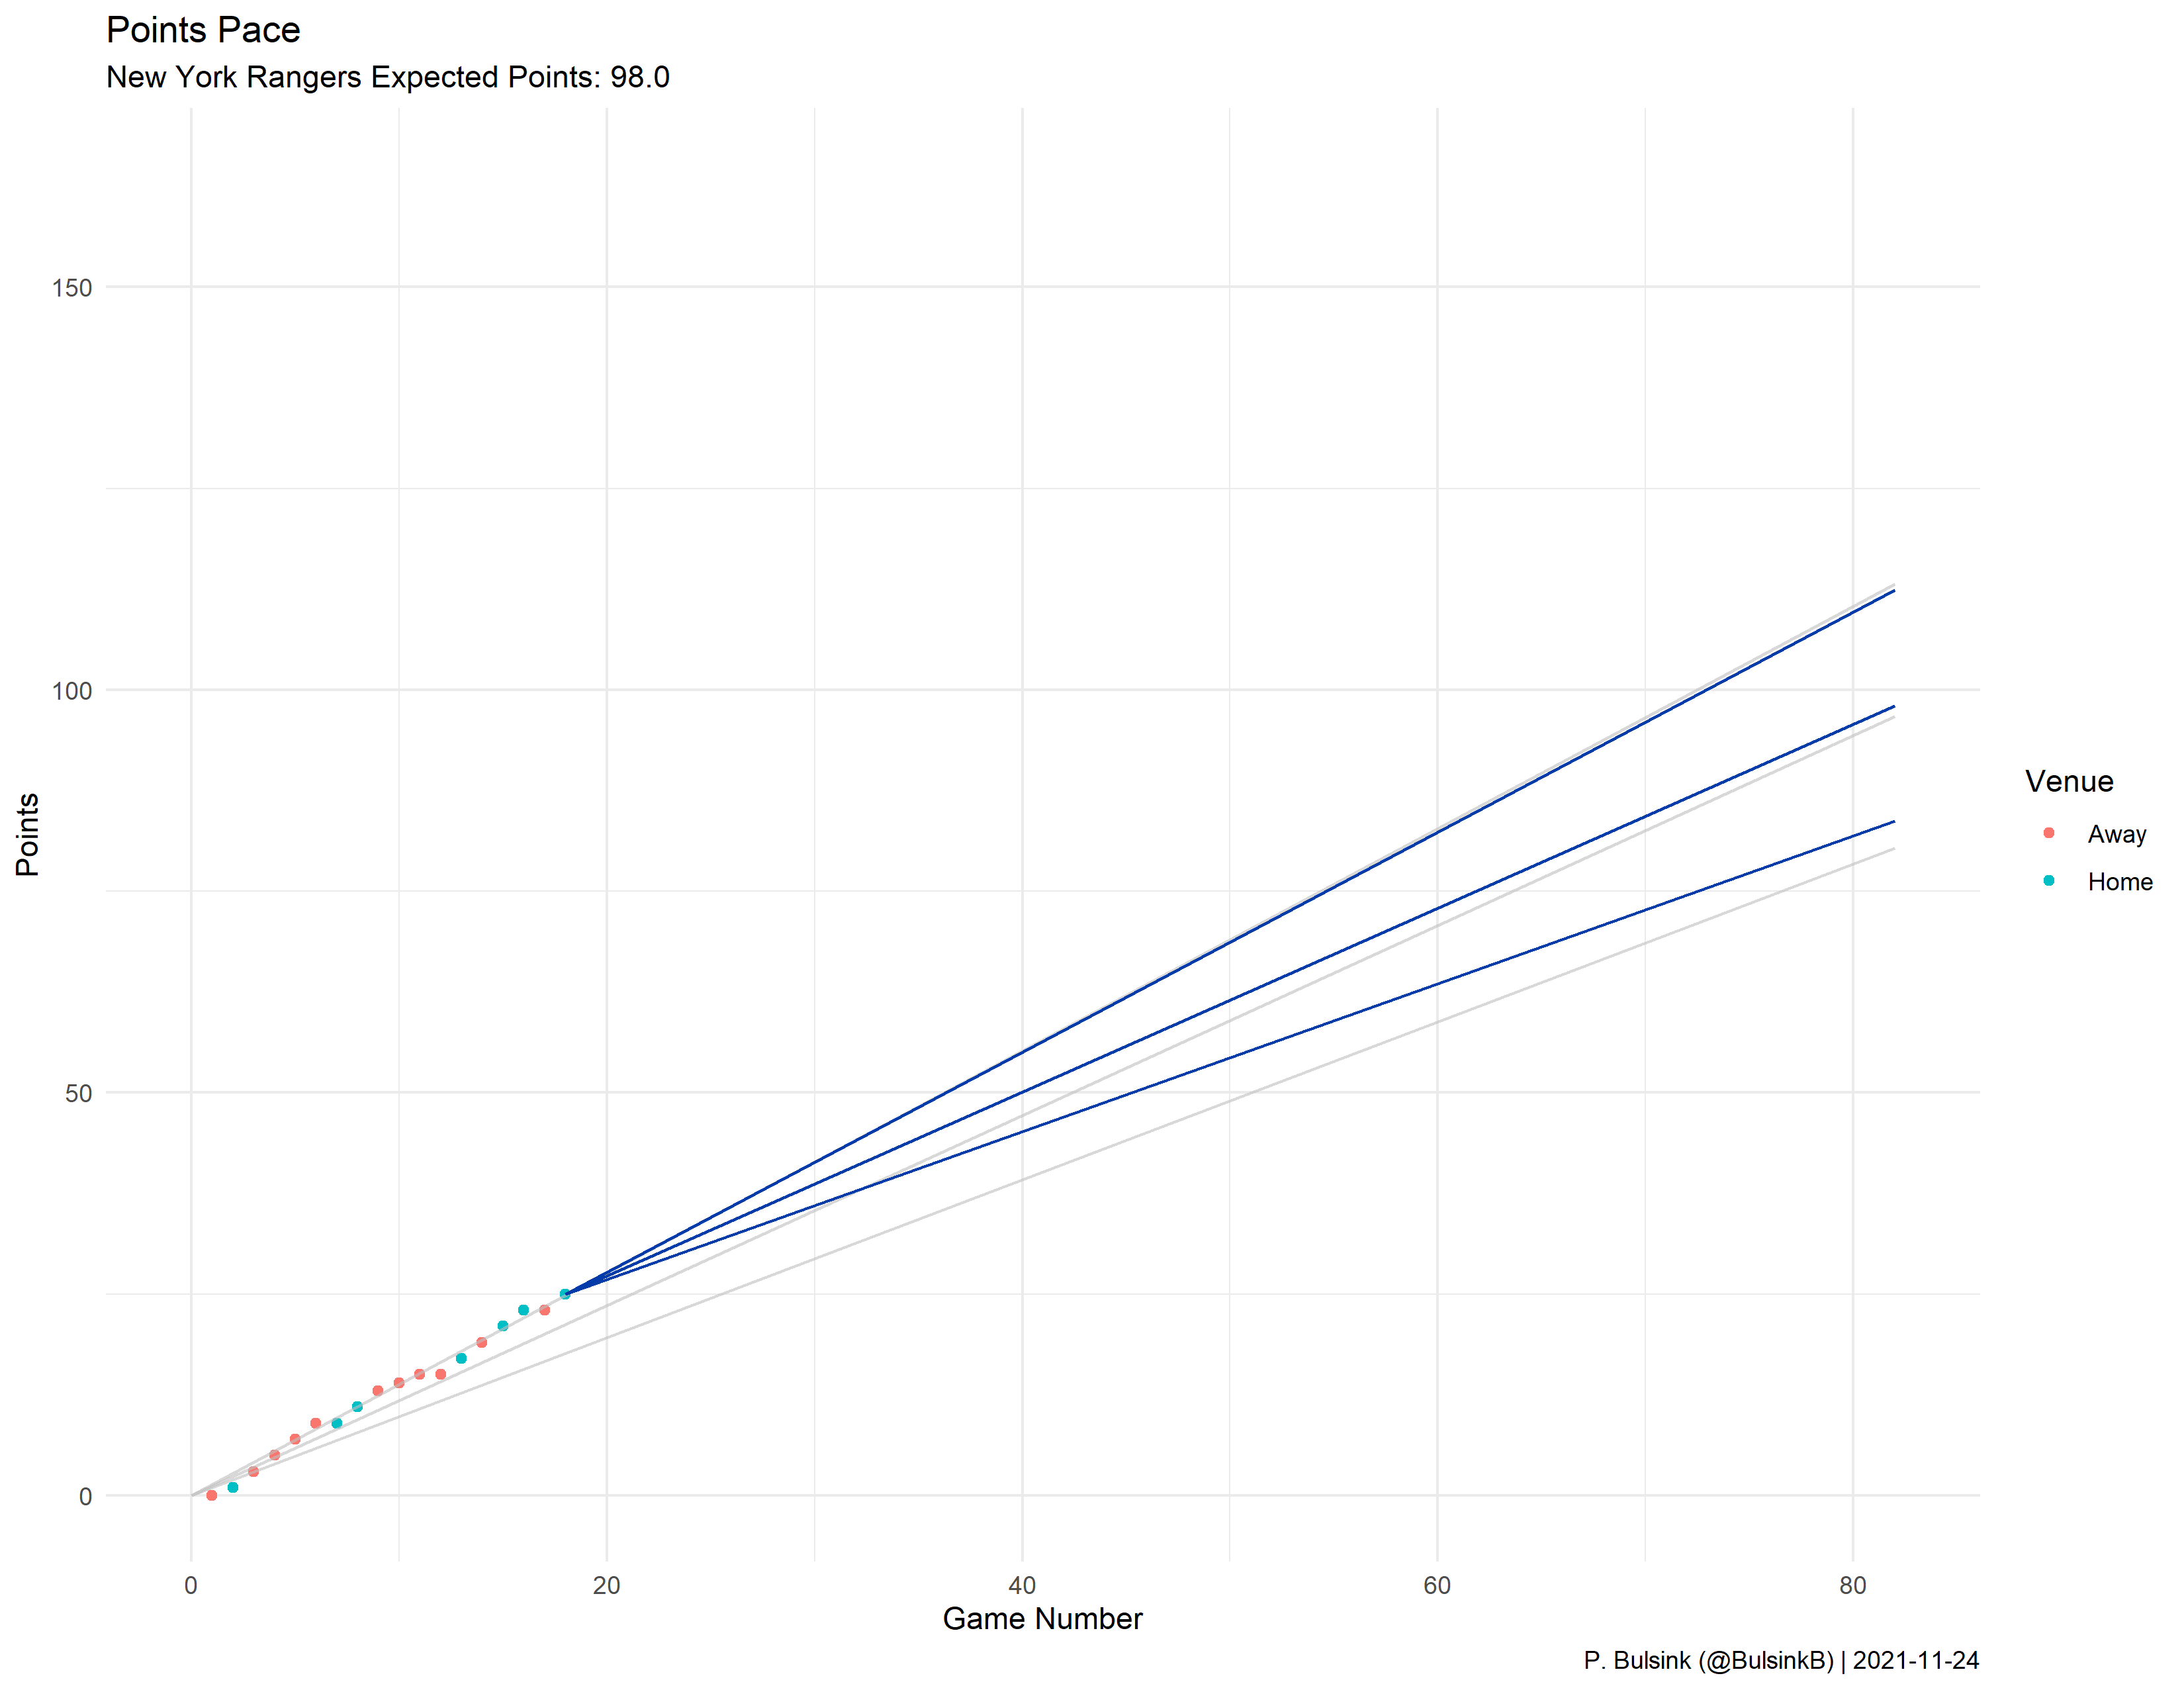 Points Pace
New York Rangers Expected Points: 98.0
150
100
50
0
Points
0 20 40 60 80
Game Number
Venue
Away
Home
P. Bulsink (@BulsinkB) | 2021-11-24